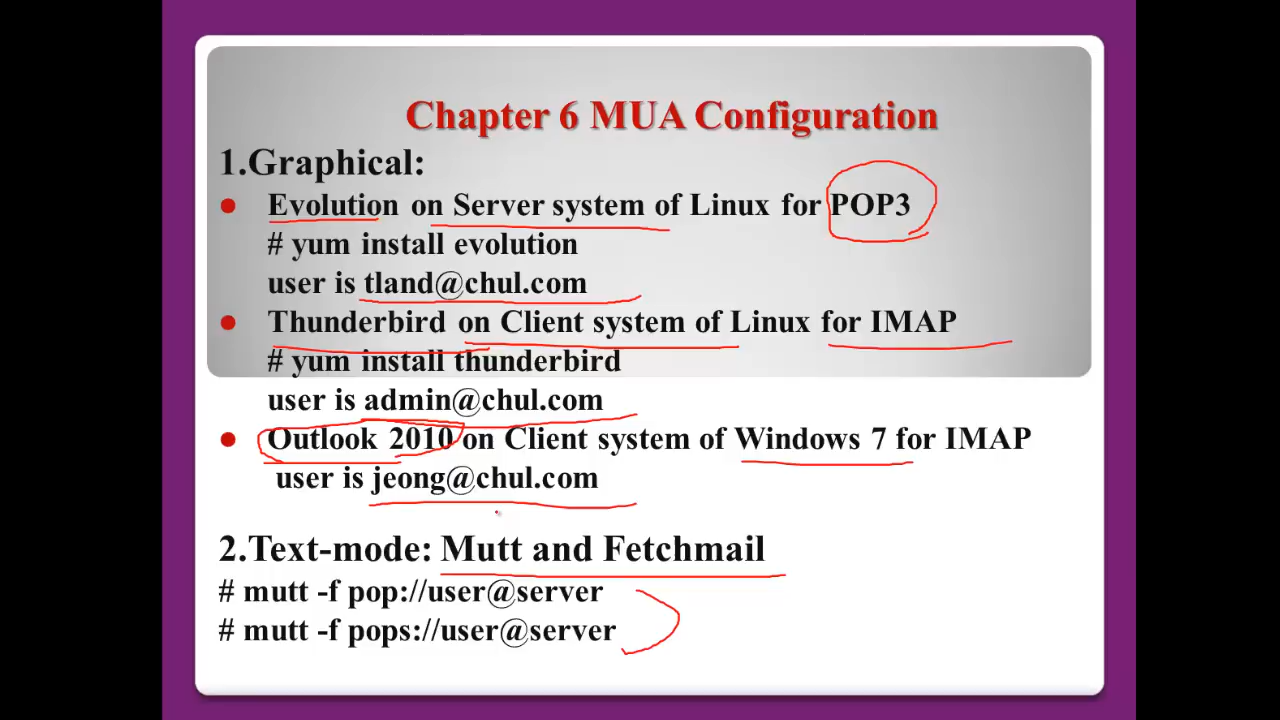 Chapter 6 MUA Configuration
1.Graphical:
● Evolution on Server system of Linux for POP3
# yum install evolution
user is tland@chul.com
● Thunderbird on Client system of Linux for IMAP
# yum install thunderbird
user is admin@chul.com
● Outlook 2010 on Client system of Windows 7 for IMAP
user is jeong@chul.com
2.Text-mode: Mutt and Fetchmail
# mutt -f pop://user@server
# mutt -f pops://user@server